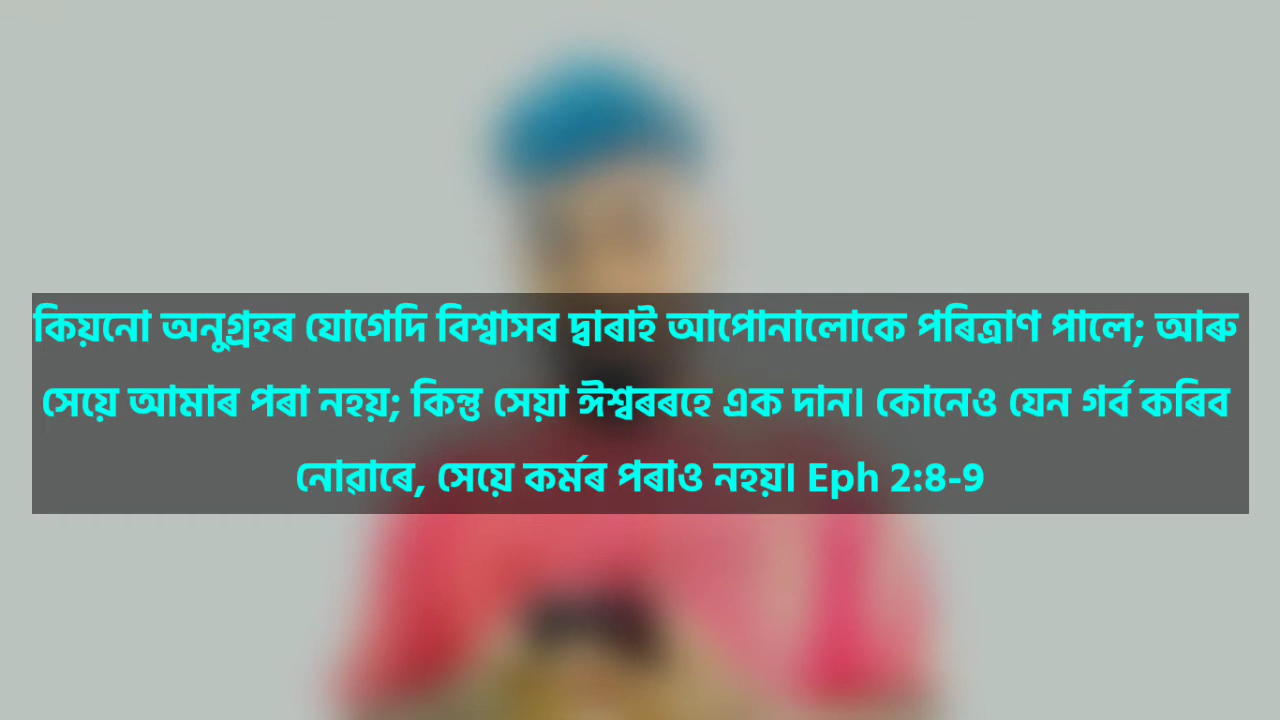 কিয়নো অনুগ্ৰহৰ যোগেদি বিশ্বাসৰ দ্বাৰাই আপোনালোকে পৰিত্ৰাণ পালে; আৰু
সেয়ে আমাৰ পৰা নহয়; কিন্তু সেয়া ঈশ্বৰৰহে এক দান। কোনেও যেন গৰ্ব কৰিব
নোৱাৰে, সেয়ে কৰ্মৰ পৰাও নহয়। Eph 2:8-9